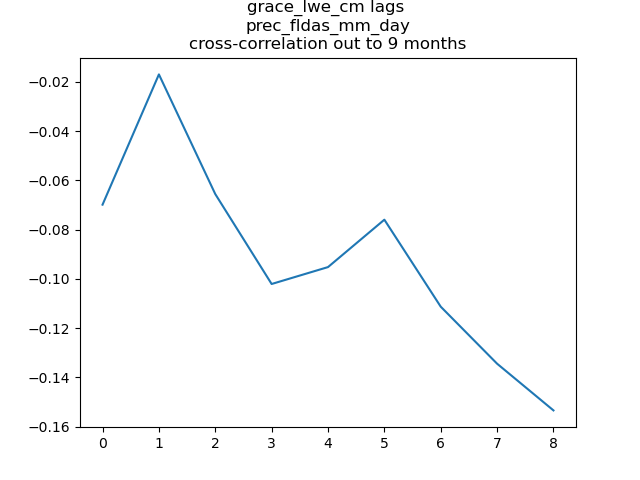 grace_lwe_cm lags
prec_fldas_mm_day
cross-correlation out to 9 months
−0.02
−0.04
−0.06
−0.08
−0.10
−0.12
−0.14
−0.16
0 1 2 3 4 5 6 7 8